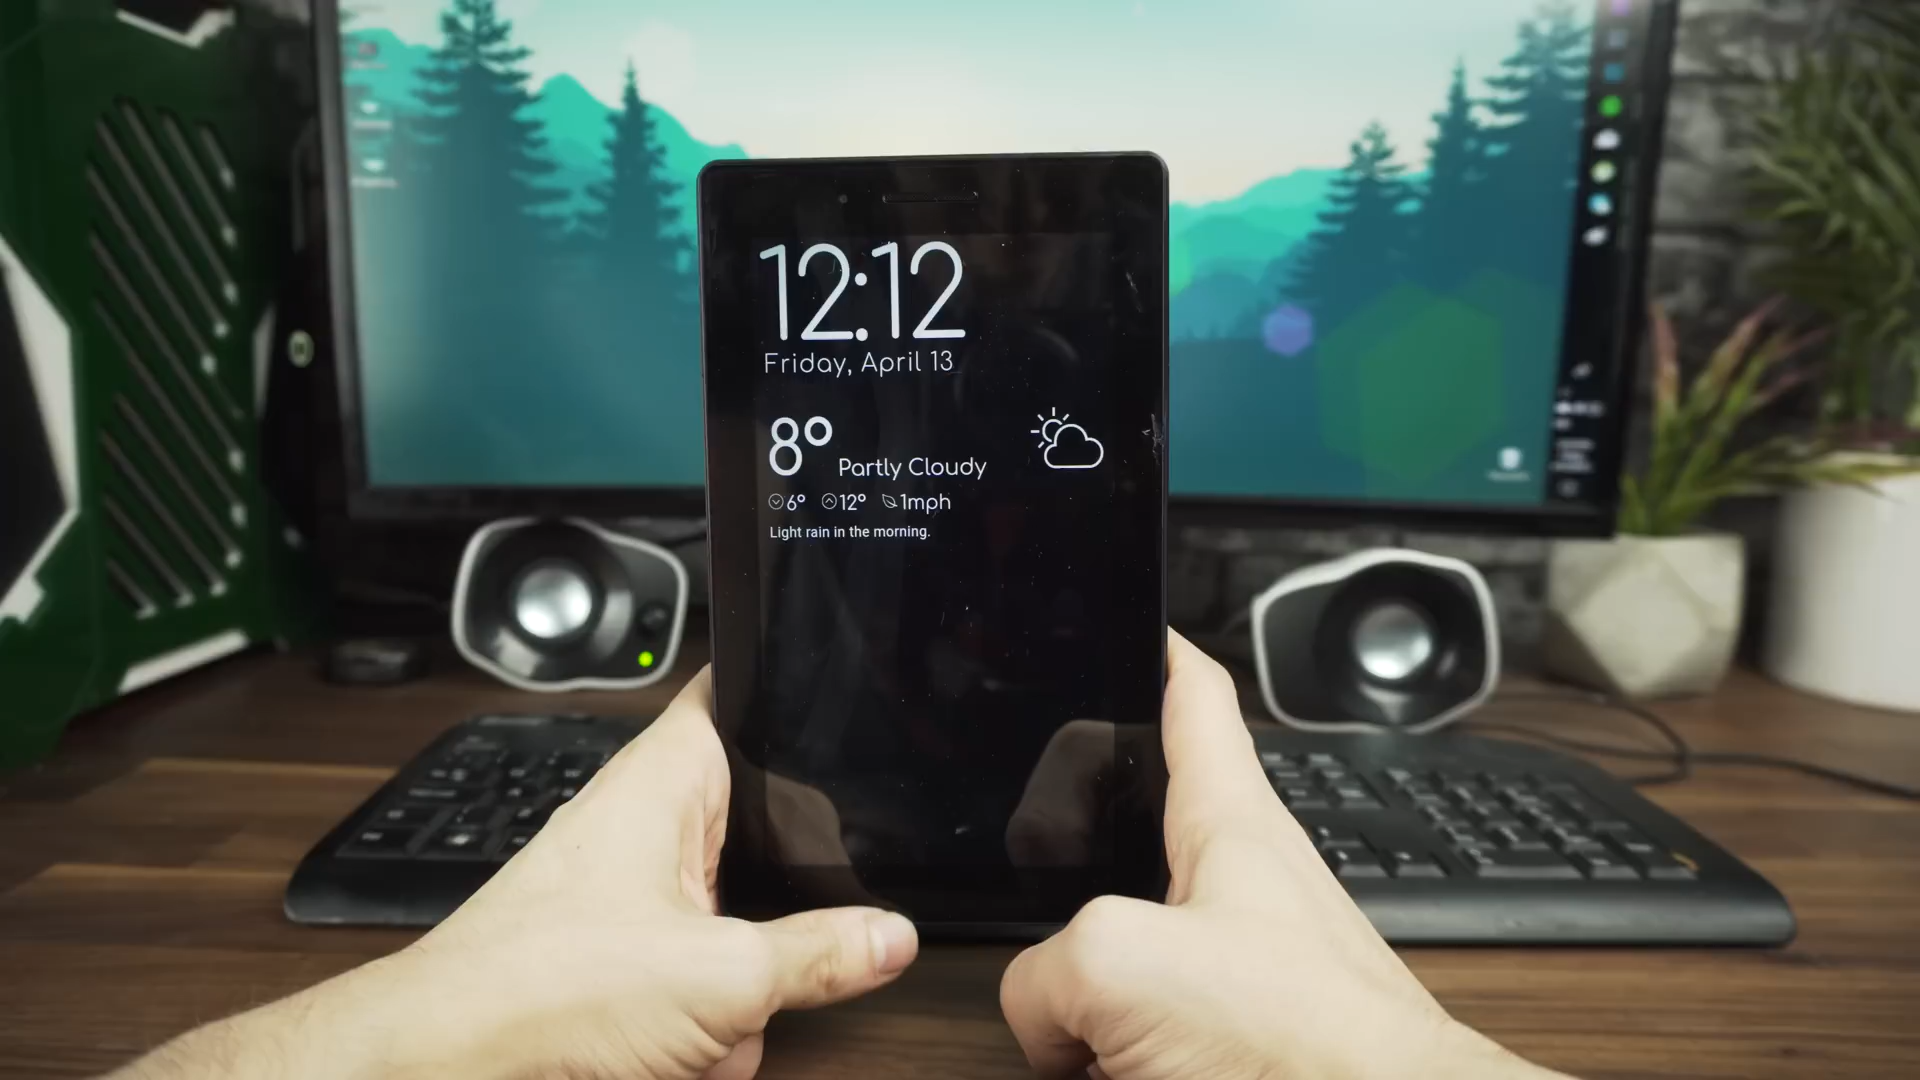 12:12
Friday, April 13
8° Partly Cloudy
6° 12° 1mph
Light rain in the morning.